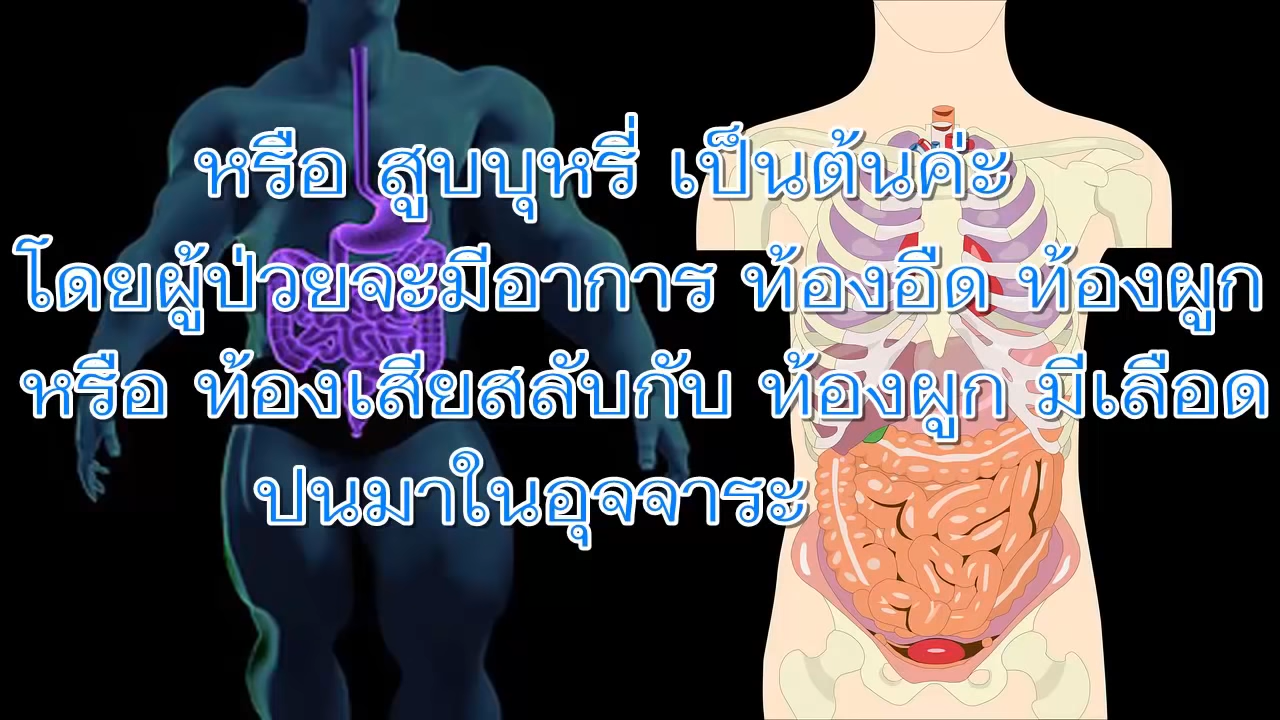 หรือ สูบบุหรี่ เป็นต้นค่ะ
โดยผู้ป่วยจะมีอาการ ท้องอืด ท้องผูก
หรือ ท้องเสียสลับกับ ท้องผูก มีเลือด
ปนมาในอุจจาระ